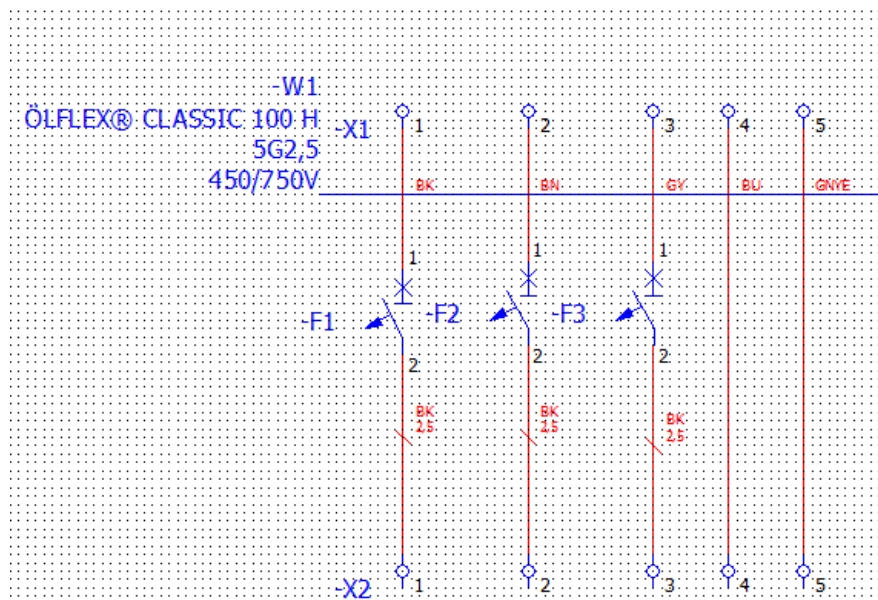 -W1
ÖLFLEX® CLASSIC 100 H
5G2,5
450/750V
-X1
1
2
3
4
5
BK
BN
GY
BU
GNYE
1
1
1
-F1
-F2
-F3
2
2
2
BK
2,5
BK
2,5
BK
2,5
-X2
1
2
3
4
5